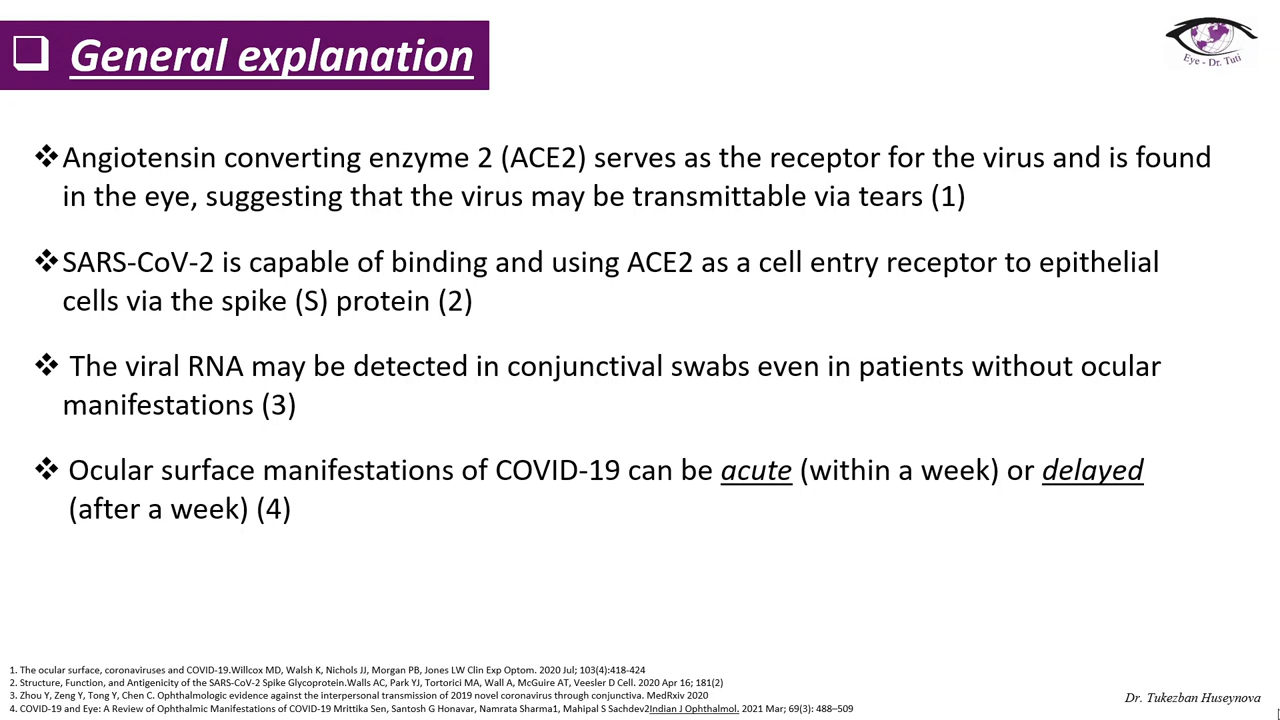 ❑ General explanation
Eye - Dr. Tuti
❖Angiotensin converting enzyme 2 (ACE2) serves as the receptor for the virus and is found
in the eye, suggesting that the virus may be transmittable via tears (1)
❖SARS-CoV-2 is capable of binding and using ACE2 as a cell entry receptor to epithelial
cells via the spike (S) protein (2)
❖ The viral RNA may be detected in conjunctival swabs even in patients without ocular
manifestations (3)
❖ Ocular surface manifestations of COVID-19 can be acute (within a week) or delayed
(after a week) (4)
1. The ocular surface, coronaviruses and COVID-19.Willcox MD, Walsh K, Nichols JJ, Morgan PB, Jones LW Clin Exp Optom. 2020 Jul; 103(4):418-424
2. Structure, Function, and Antigenicity of the SARS-CoV-2 Spike Glycoprotein.Walls AC, Park YJ, Tortorici MA, Wall A, McGuire AT, Veesler D Cell. 2020 Apr 16; 181(2)
3. Zhou Y, Zeng Y, Tong Y, Chen C. Ophthalmologic evidence against the interpersonal transmission of 2019 novel coronavirus through conjunctiva. MedRxiv 2020
4. COVID-19 and Eye: A Review of Ophthalmic Manifestations of COVID-19 Mrittika Sen, Santosh G Honavar, Namrata Sharma1, Mahipal S Sachdev2Indian J Ophthalmol. 2021 Mar; 69(3): 488–509
Dr. Tukezban Huseynova